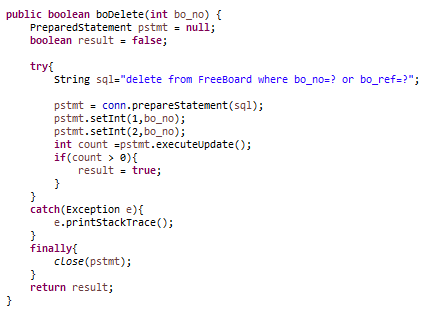 public boolean boDelete(int bo_no) {
    PreparedStatement pstmt = null;
    boolean result = false;

    try{
        String sql="delete from FreeBoard where bo_no=? or bo_ref=?";

        pstmt = conn.prepareStatement(sql);
        pstmt.setInt(1,bo_no);
        pstmt.setInt(2,bo_no);
        int count =pstmt.executeUpdate();
        if(count > 0){
            result = true;
        }
    }
    catch(Exception e){
        e.printStackTrace();
    }
    finally{
        close(pstmt);
    }
    return result;
}